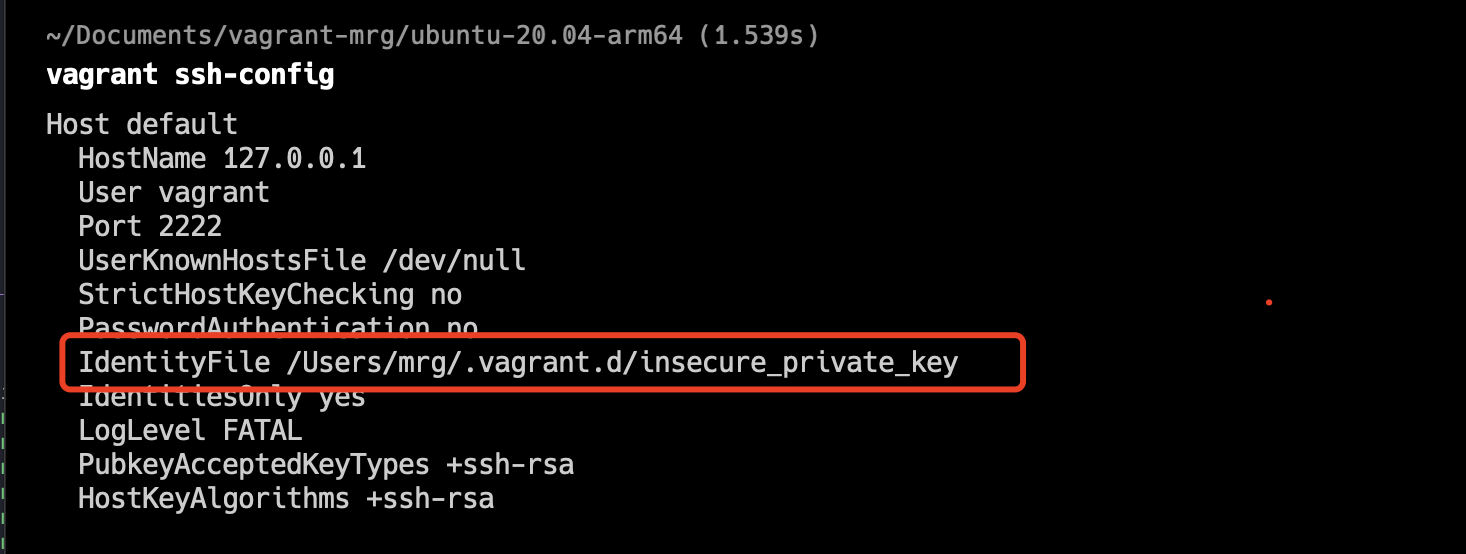 ~/Documents/vagrant-mrg/ubuntu-20.04-arm64 (1.539s)
vagrant ssh-config
Host default
HostName 127.0.0.1
User vagrant
Port 2222
UserKnownHostsFile /dev/null
StrictHostKeyChecking no
PasswordAuthentication no
IdentityFile /Users/mrg/.vagrant.d/insecure_private_key
IdentitiesOnly yes
LogLevel FATAL
PubkeyAcceptedKeyTypes +ssh-rsa
HostKeyAlgorithms +ssh-rsa